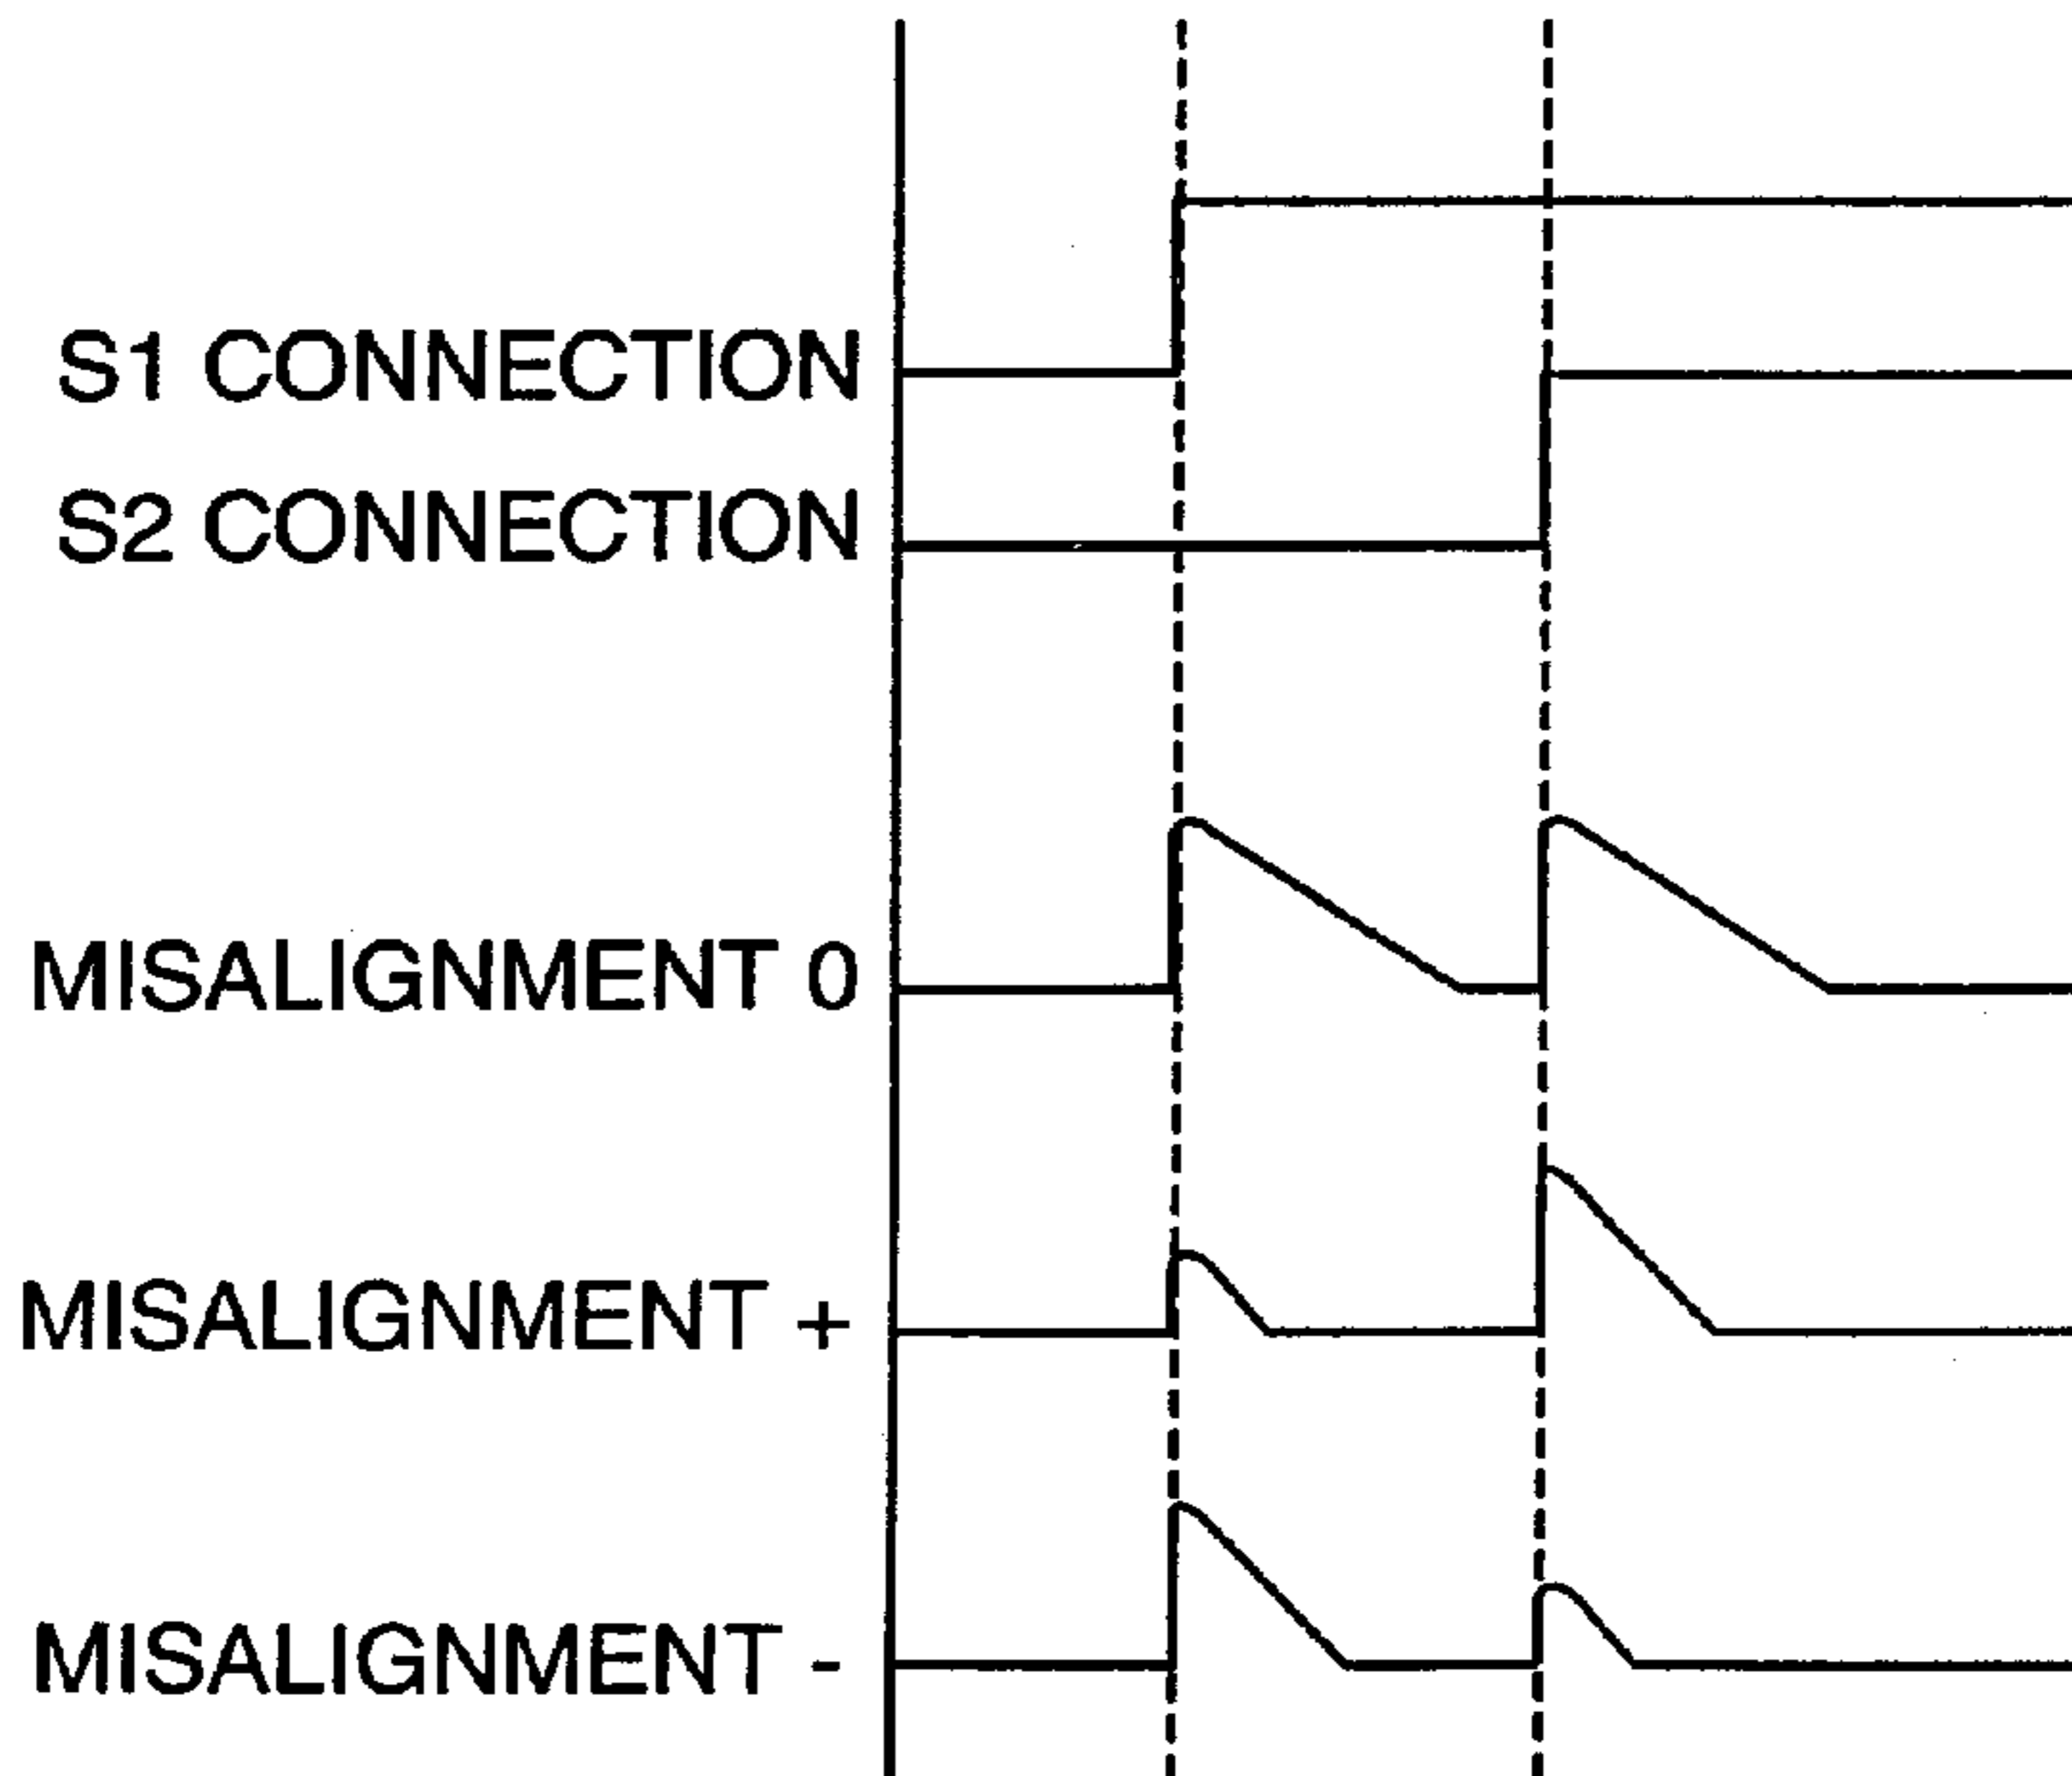 S1 CONNECTION
S2 CONNECTION
MISALIGNMENT 0
MISALIGNMENT +
MISALIGNMENT -